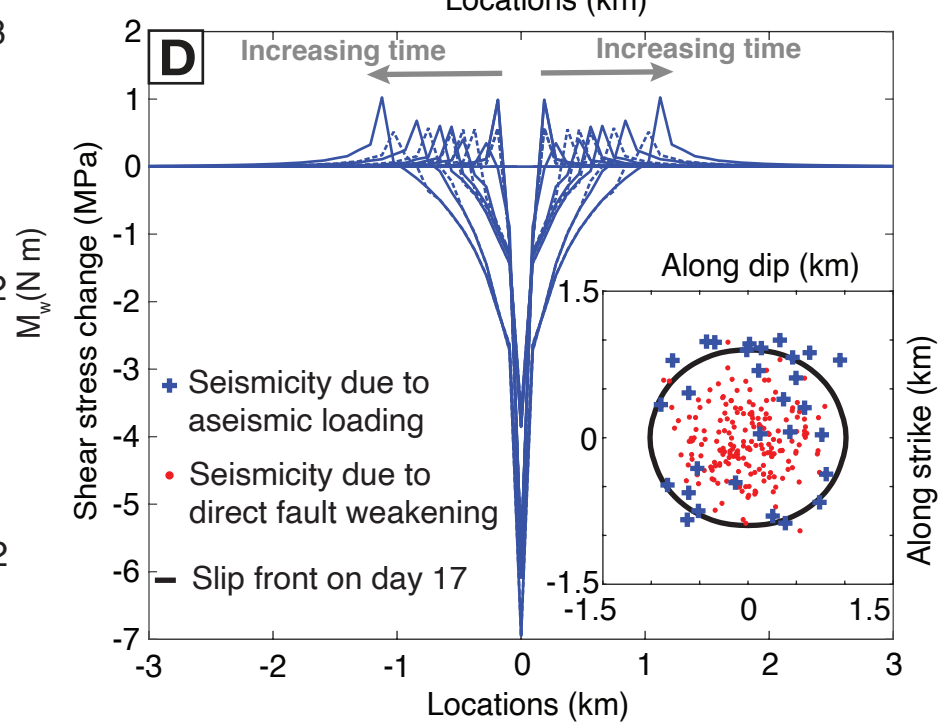 Locations (km)
D
Increasing time
Increasing time
2
1
0
-1
-2
-3
-4
-5
-6
-7
Shear stress change (MPa)
Mw(N m)
-3
-2
-1
0
1
2
3
Locations (km)
Seismicity due to
aseismic loading
Seismicity due to
direct fault weakening
Slip front on day 17
Along dip (km)
1.5
0
-1.5
-1.5
0
1.5
Along strike (km)